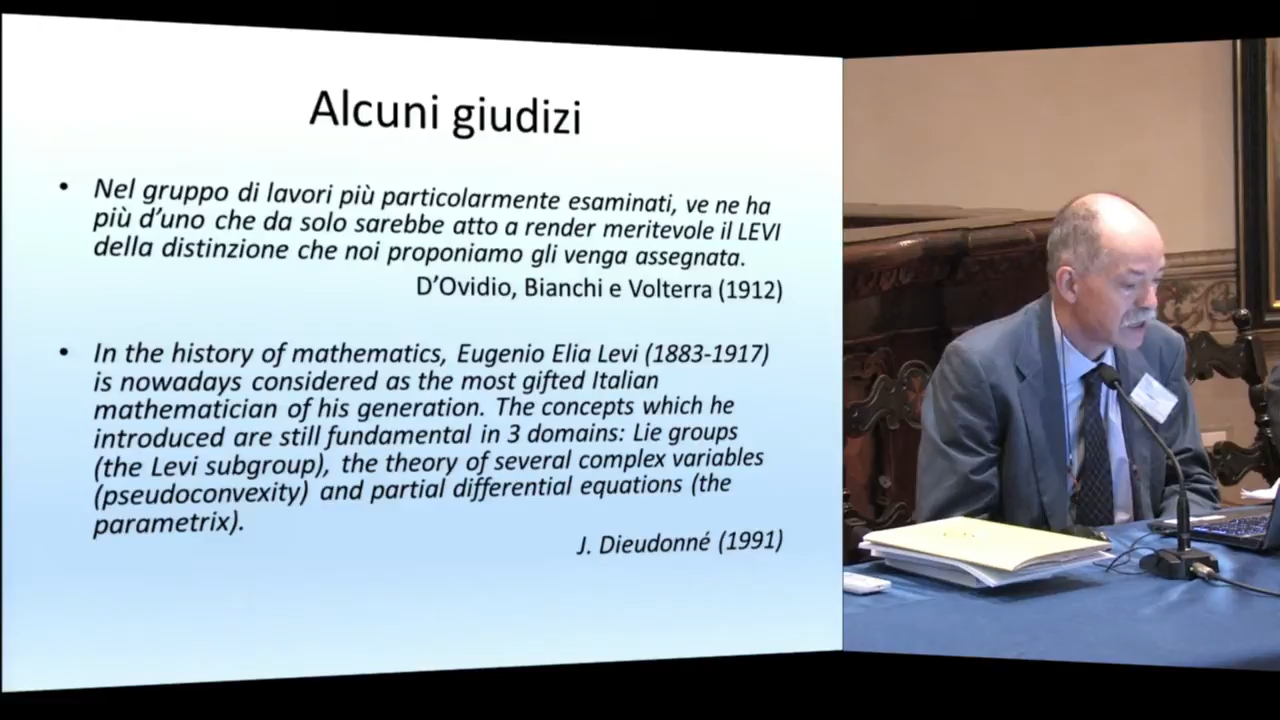 Alcuni giudizi
• Nel gruppo di lavori più particolarmente esaminati, ve ne ha
più d’uno che da solo sarebbe atto a render meritevole il LEVI
della distinzione che noi proponiamo gli venga assegnata.
D’Ovidio, Bianchi e Volterra (1912)
• In the history of mathematics, Eugenio Elia Levi (1883-1917)
is nowadays considered as the most gifted Italian
mathematician of his generation. The concepts which he
introduced are still fundamental in 3 domains: Lie groups
(the Levi subgroup), the theory of several complex variables
(pseudoconvexity) and partial differential equations (the
parametrix).
J. Dieudonné (1991)